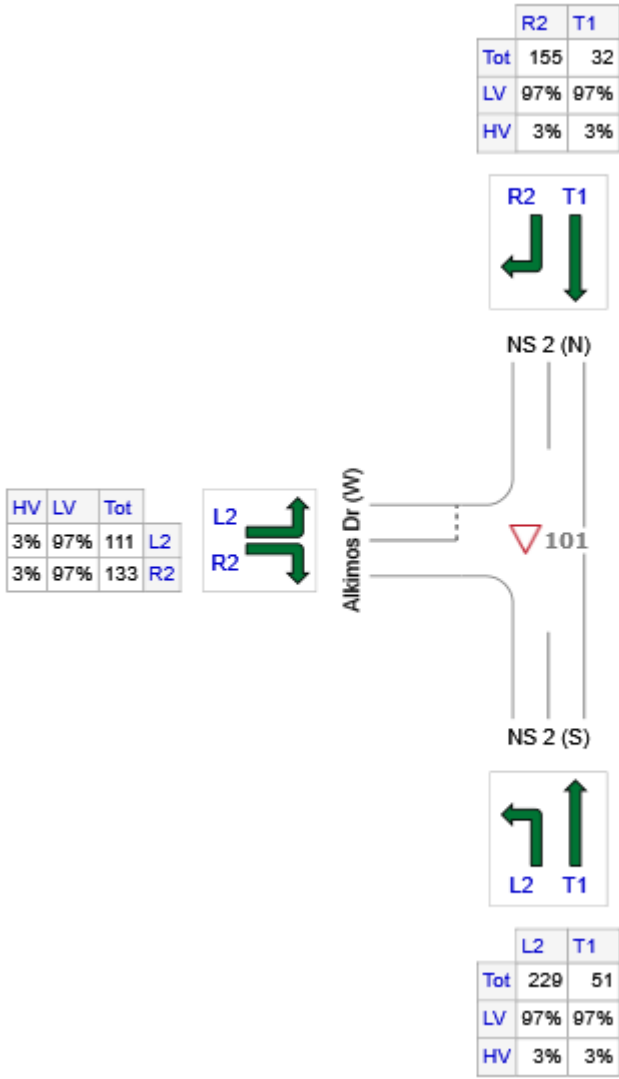 R2 T1
Tot 155 32
LV 97% 97%
HV 3% 3%
R2 T1
NS 2 (N)
HV LV Tot
3% 97% 111 L2
3% 97% 133 R2
L2
R2
Alkimos Dr (W)
101
NS 2 (S)
L2 T1
L2 T1
Tot 229 51
LV 97% 97%
HV 3% 3%